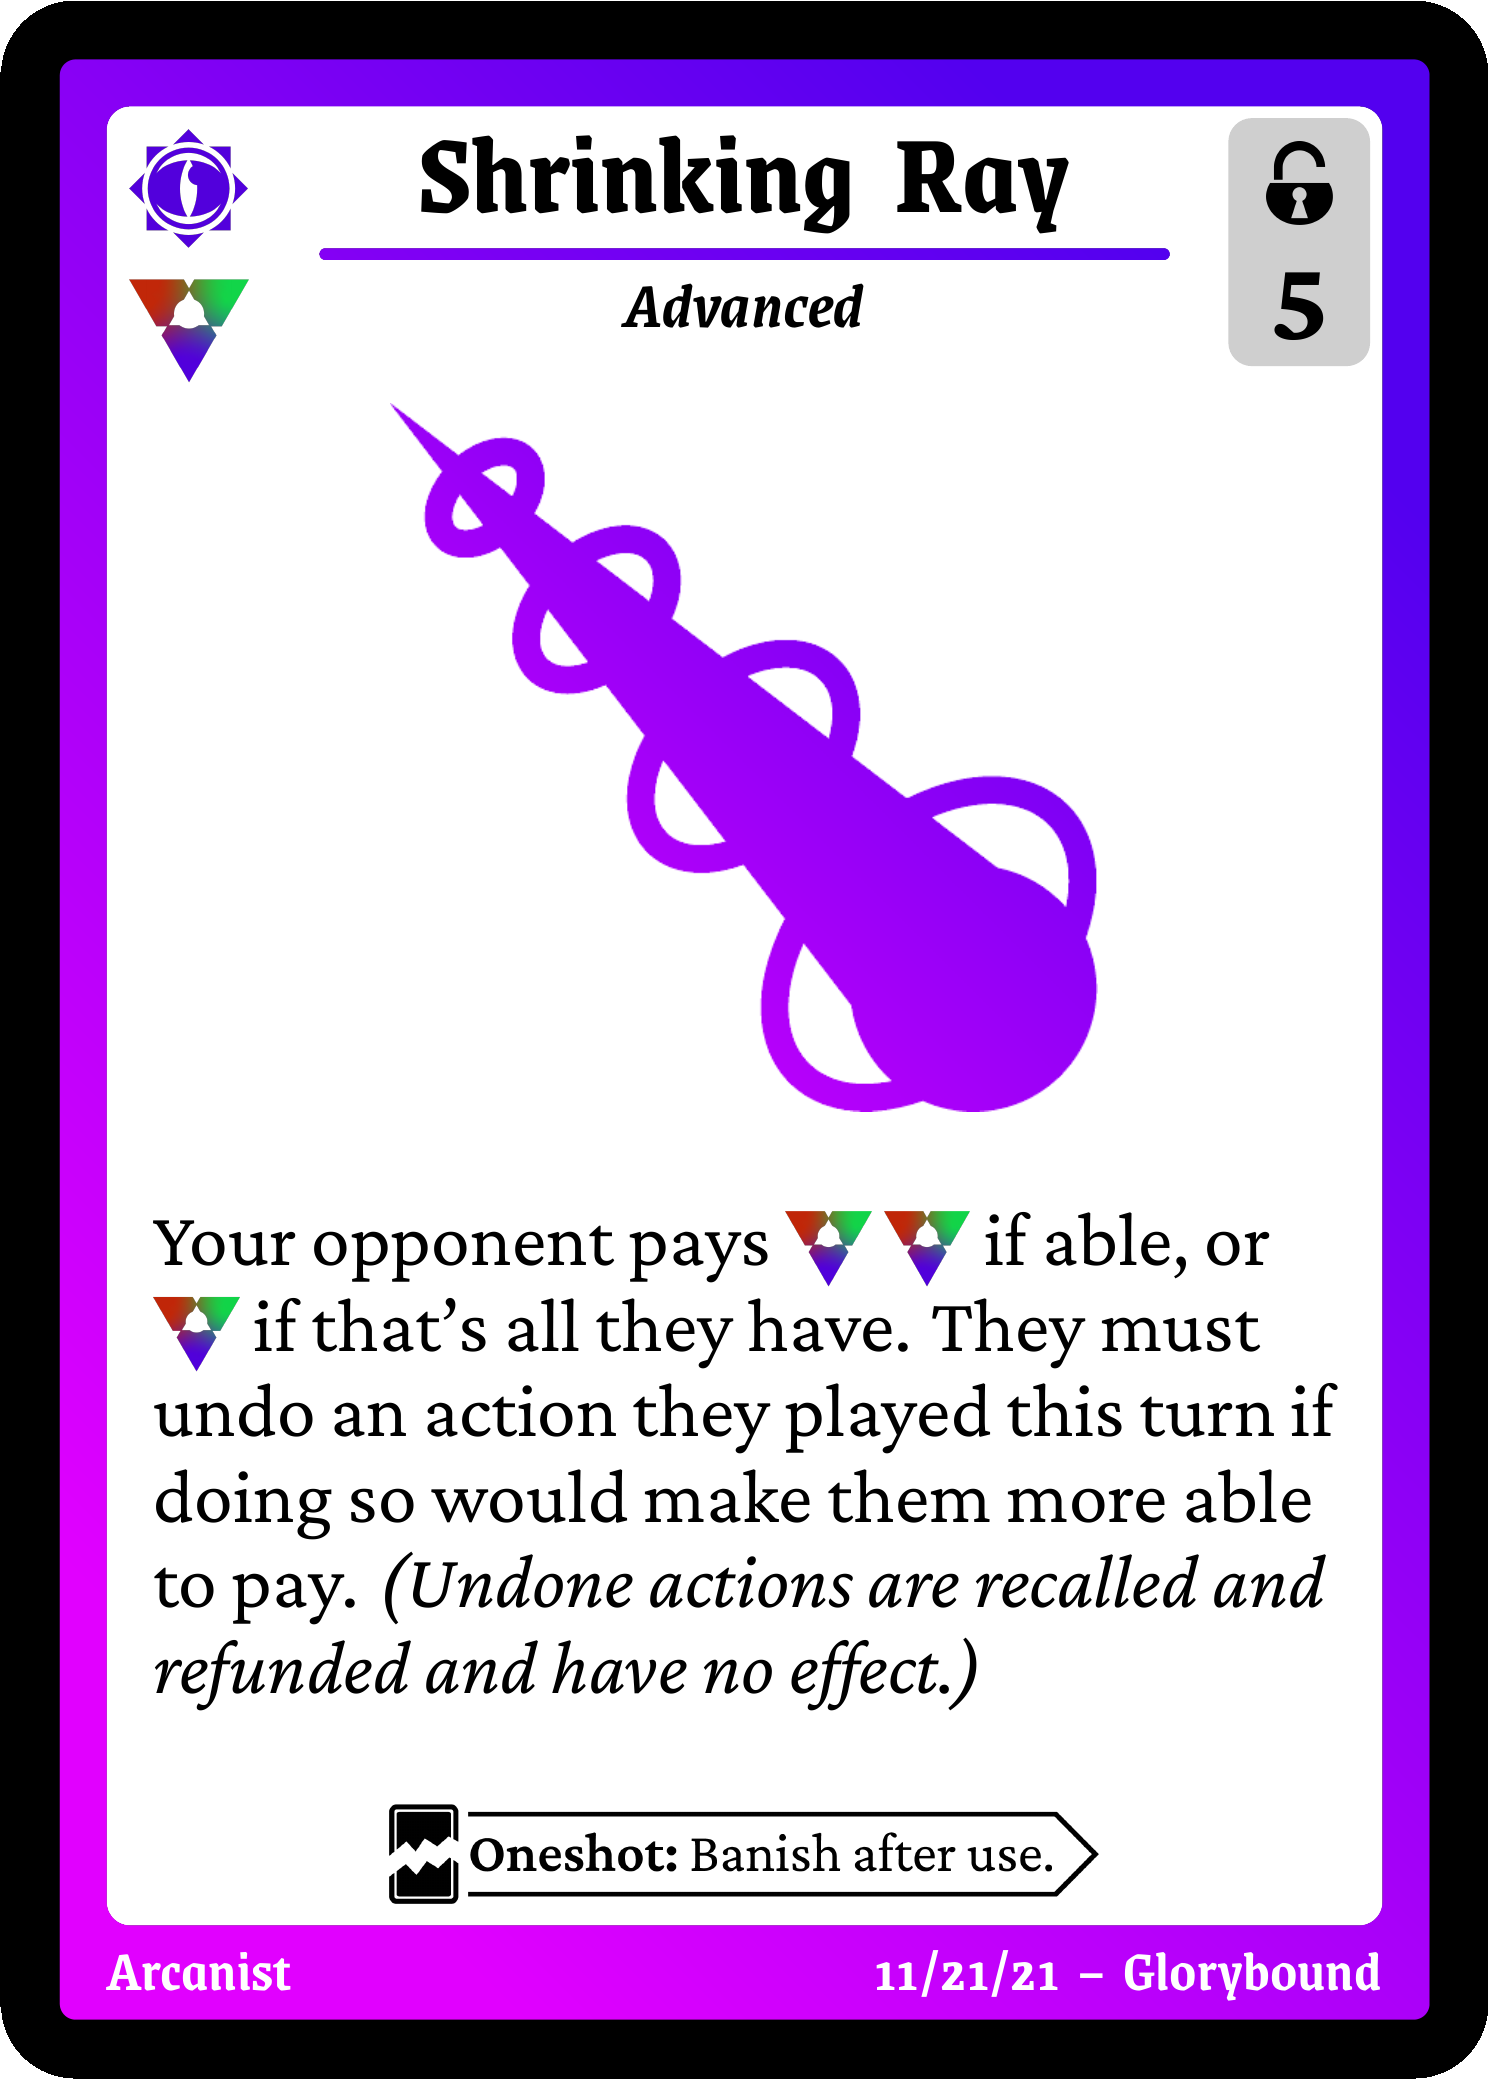 Shrinking Ray
5
Advanced
Your opponent pays if able, or
if that’s all they have. They must
undo an action they played this turn if
doing so would make them more able
to pay. (Undone actions are recalled and
refunded and have no effect.)
Oneshot: Banish after use.
Arcanist
11/21/21 – Glorybound